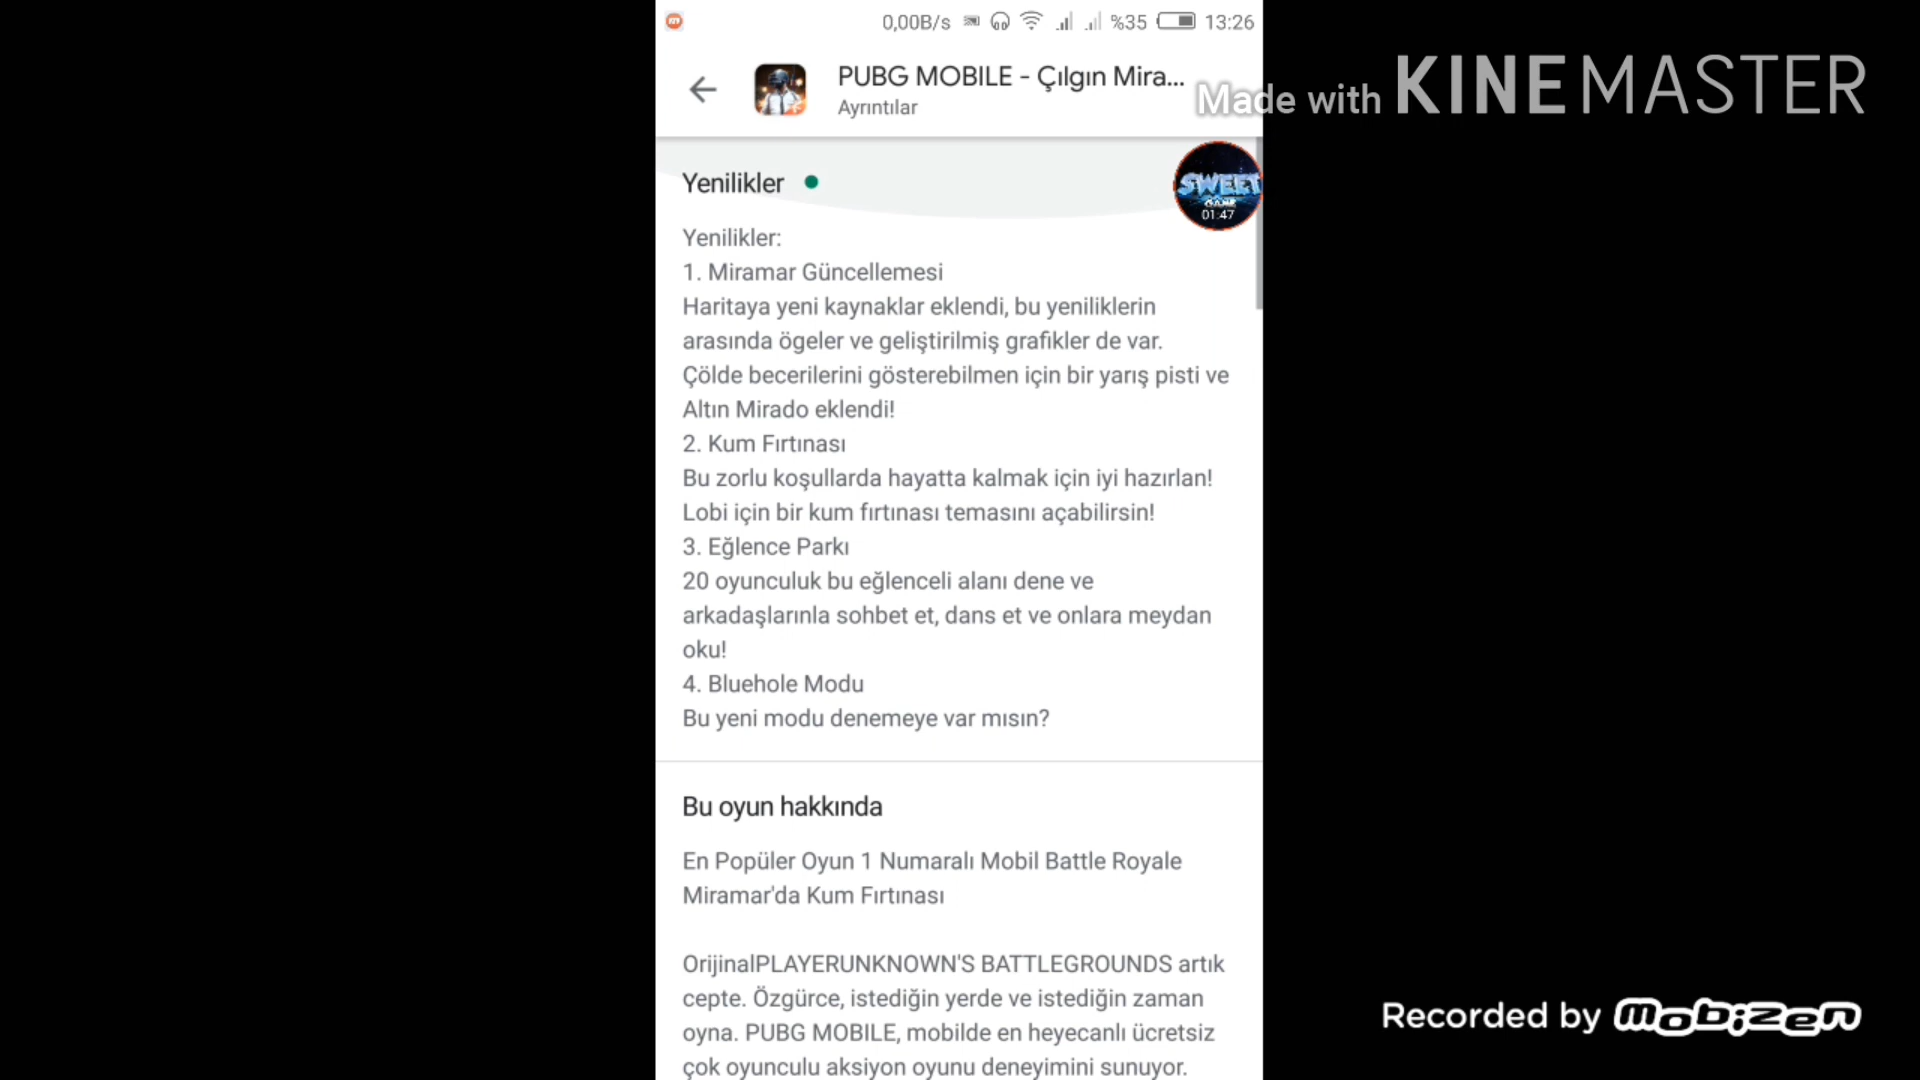 0,00B/s %35 13:26
PUBG MOBILE - Çılgın Mira...
Ayrıntılar
Made with KINEMASTER
Yenilikler
SWEET
GAME
01:47
Yenilikler:
1. Miramar Güncellemesi
Haritaya yeni kaynaklar eklendi, bu yeniliklerin
arasında ögeler ve geliştirilmiş grafikler de var.
Çölde becerilerini gösterebilmen için bir yarış pisti ve
Altın Mirado eklendi!
2. Kum Fırtınası
Bu zorlu koşullarda hayatta kalmak için iyi hazırlan!
Lobi için bir kum fırtınası temasını açabilirsin!
3. Eğlence Parkı
20 oyunculuk bu eğlenceli alanı dene ve
arkadaşlarınla sohbet et, dans et ve onlara meydan
oku!
4. Bluehole Modu
Bu yeni modu denemeye var mısın?
Bu oyun hakkında
En Popüler Oyun 1 Numaralı Mobil Battle Royale
Miramar'da Kum Fırtınası
OrijinalPLAYERUNKNOWN'S BATTLEGROUNDS artık
cepte. Özgürce, istediğin yerde ve istediğin zaman
oyna. PUBG MOBILE, mobilde en heyecanlı ücretsiz
çok oyunculu aksiyon oyunu deneyimini sunuyor.
Recorded by mobizen